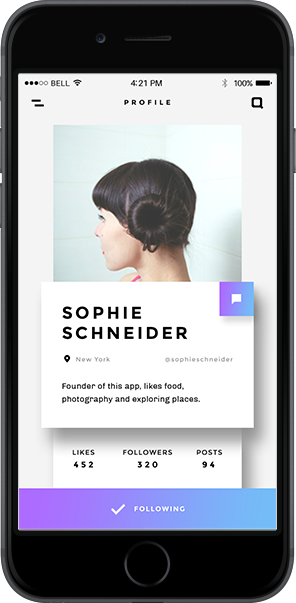 BELL 4:21 PM 100%
PROFILE
SOPHIE
SCHNEIDER
New York @sophieschneider
Founder of this app, likes food,
photography and exploring places.
LIKES FOLLOWERS POSTS
452 320 94
FOLLOWING